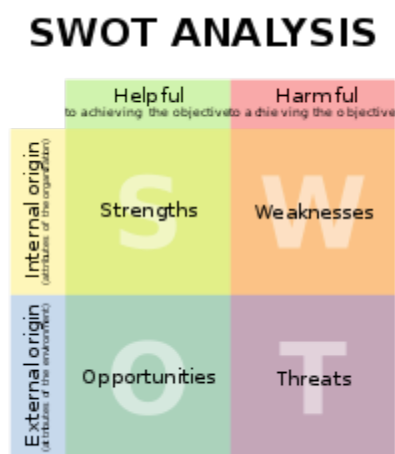 SWOT ANALYSIS
Helpful
to achieving the objective
Harmful
to achieving the objective
Internal origin
(attributes of the organization)
S
Strengths
W
Weaknesses
External origin
(attributes of the environment)
O
Opportunities
T
Threats